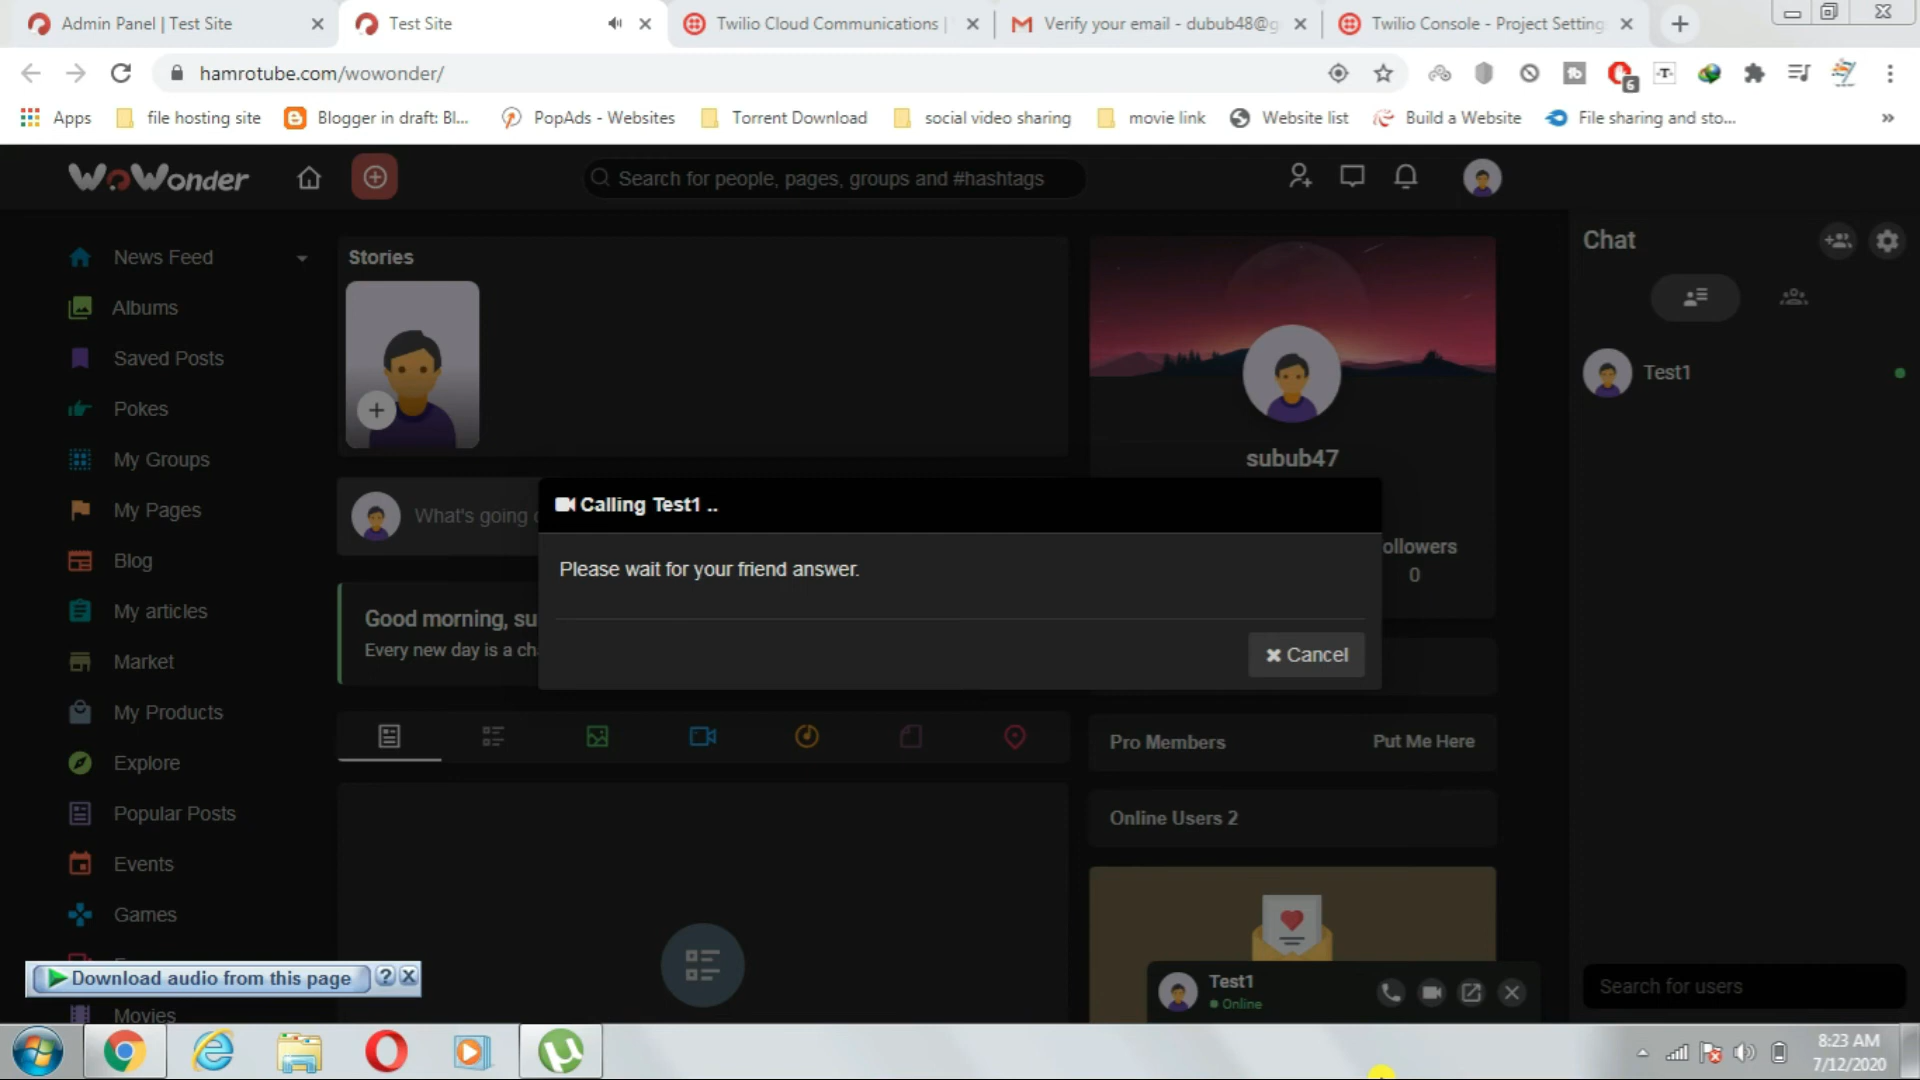 Admin Panel | Test Site
Test Site
Twilio Cloud Communications |
Verify your email - dubub48@g
Twilio Console - Project Setting
hamrotube.com/wowonder/
6
Apps
file hosting site
Blogger in draft: Bl...
PopAds - Websites
Torrent Download
social video sharing
movie link
Website list
Build a Website
File sharing and sto...
»
WoWonder
Search for people, pages, groups and #hashtags
News Feed
Albums
Saved Posts
Pokes
My Groups
My Pages
Blog
My articles
Market
My Products
Explore
Popular Posts
Events
Games
Movies
Stories
What's going
Good morning, su
Every new day is a cha
Calling Test1 ..
Please wait for your friend answer.
Cancel
subub47
ollowers
0
Pro Members
Put Me Here
Online Users 2
Chat
Test1
Test1
Online
Search for users
Download audio from this page
?
8:23 AM
7/12/2020